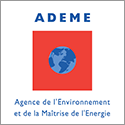 ADEME
Agence de l'Environnement
et de la Maîtrise de l'Energie